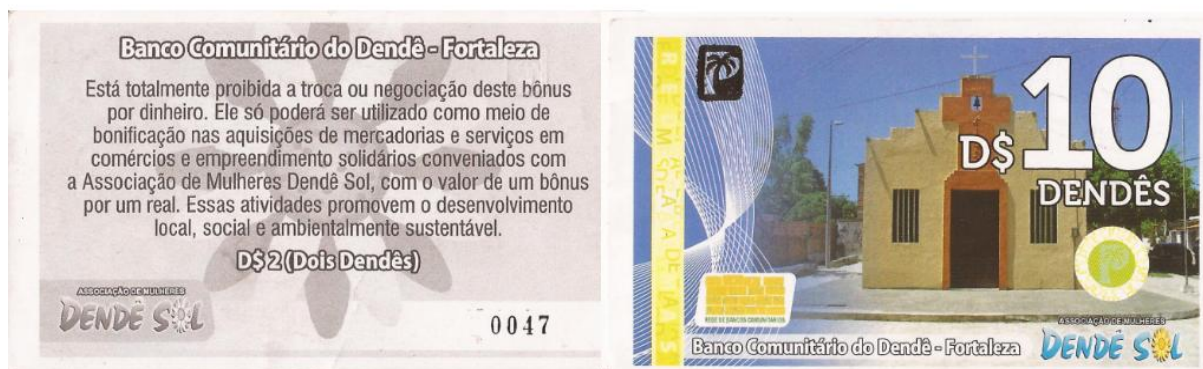 Banco Comunitário do Dendê - Fortaleza
Está totalmente proibida a troca ou negociação deste bônus
por dinheiro. Ele só poderá ser utilizado como meio de
bonificação nas aquisições de mercadorias e serviços em
comércios e empreendimento solidários conveniados com
a Associação de Mulheres Dendê Sol, com o valor de um bônus
por um real. Essas atividades promovem o desenvolvimento
local, social e ambientalmente sustentável.
D$ 2 (Dois Dendês)
ASSOCIAÇÃO DE MULHERES
DENDÊ SOL
0047
D$ 10
DENDÊS
REDE DE BANCOS COMUNITÁRIOS
Banco Comunitário do Dendê - Fortaleza
ASSOCIAÇÃO DE MULHERES
DENDÊ SOL